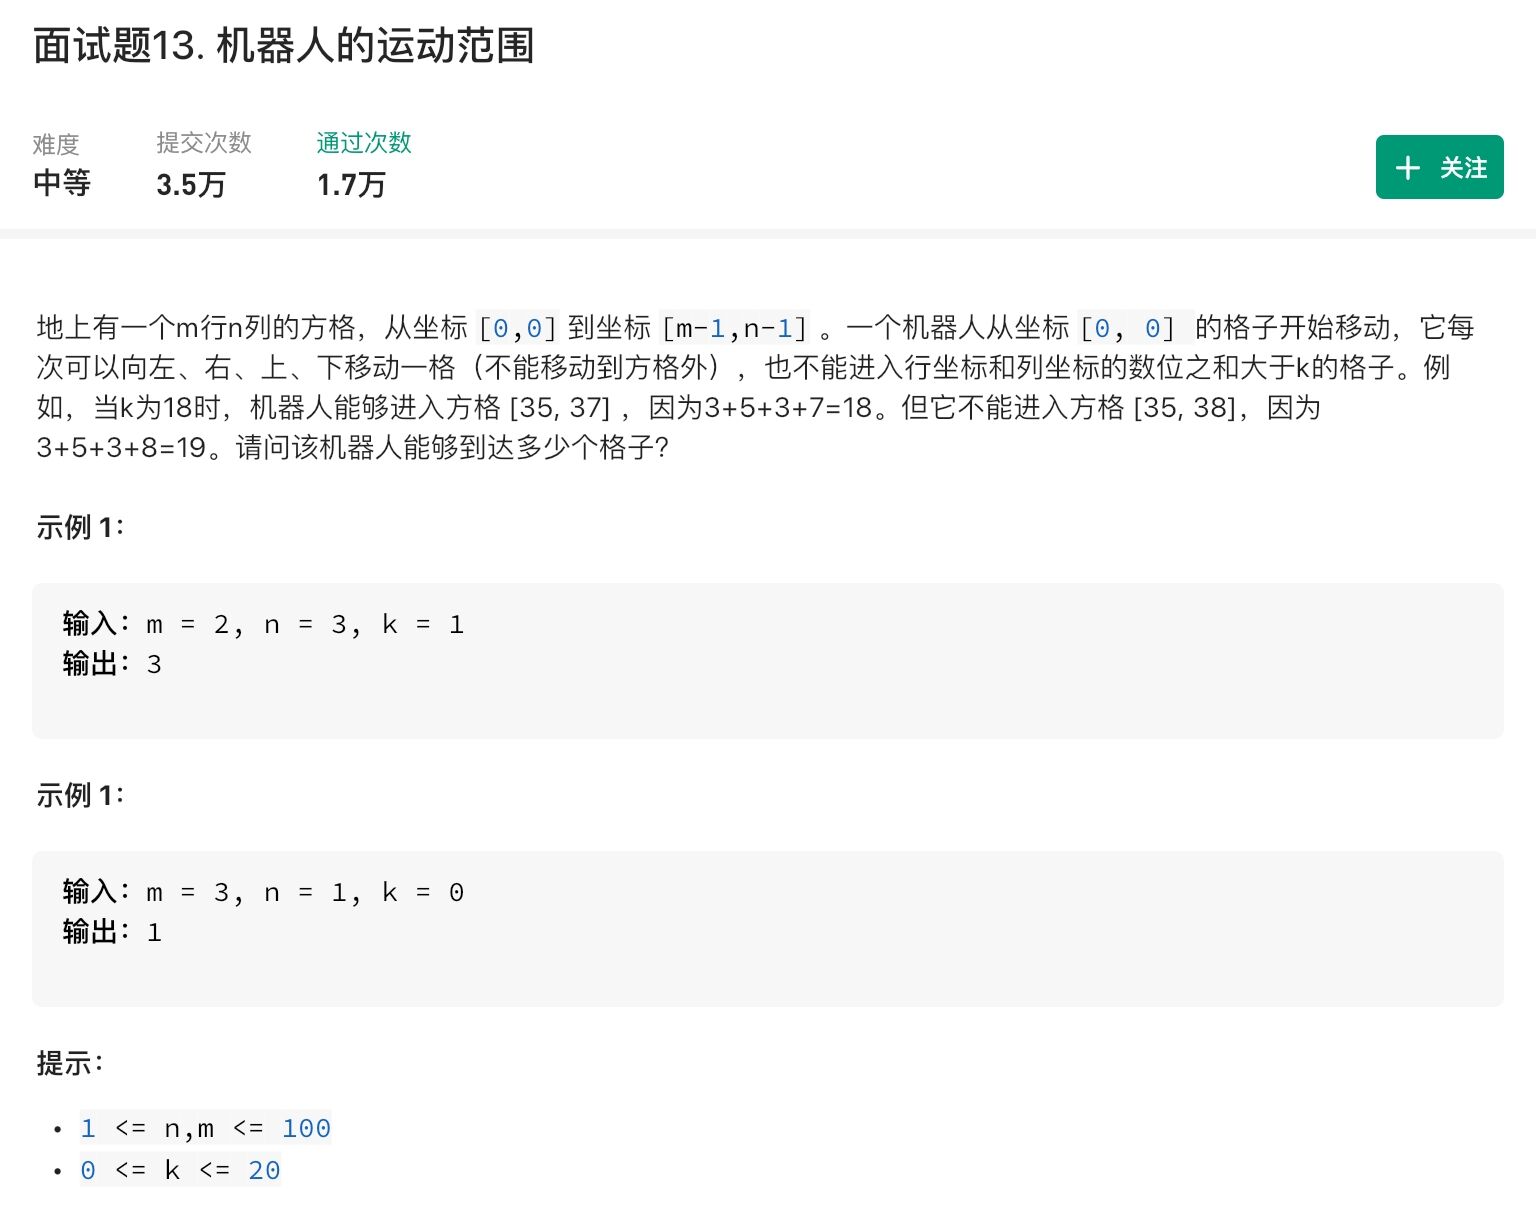 面试题13. 机器人的运动范围
难度 提交次数 通过次数
中等 3.5万 1.7万
+ 关注
地上有一个m行n列的方格，从坐标 [0,0] 到坐标 [m-1,n-1] 。一个机器人从坐标 [0, 0] 的格子开始移动，它每
次可以向左、右、上、下移动一格（不能移动到方格外），也不能进入行坐标和列坐标的数位之和大于k的格子。例
如，当k为18时，机器人能够进入方格 [35, 37] ，因为3+5+3+7=18。但它不能进入方格 [35, 38]，因为
3+5+3+8=19。请问该机器人能够到达多少个格子？
示例 1：
输入：m = 2, n = 3, k = 1
输出：3
示例 1：
输入：m = 3, n = 1, k = 0
输出：1
提示：
• 1 <= n,m <= 100
• 0 <= k <= 20